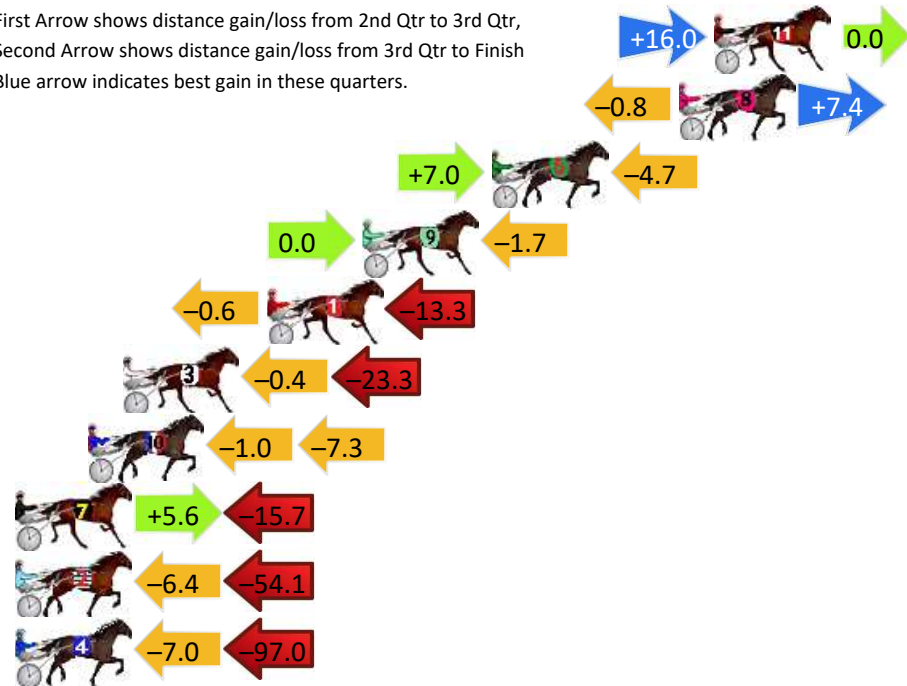 First Arrow shows distance gain/loss from 2nd Qtr to 3rd Qtr,
Second Arrow shows distance gain/loss from 3rd Qtr to Finish
Blue arrow indicates best gain in these quarters.
+16.0 11 0.0
–0.8 8 +7.4
+7.0 –4.7
0.0 9 –1.7
–0.6 1 –13.3
3 –0.4 –23.3
10 –1.0 –7.3
7 +5.6 –15.7
2 –6.4 –54.1
4 –7.0 –97.0